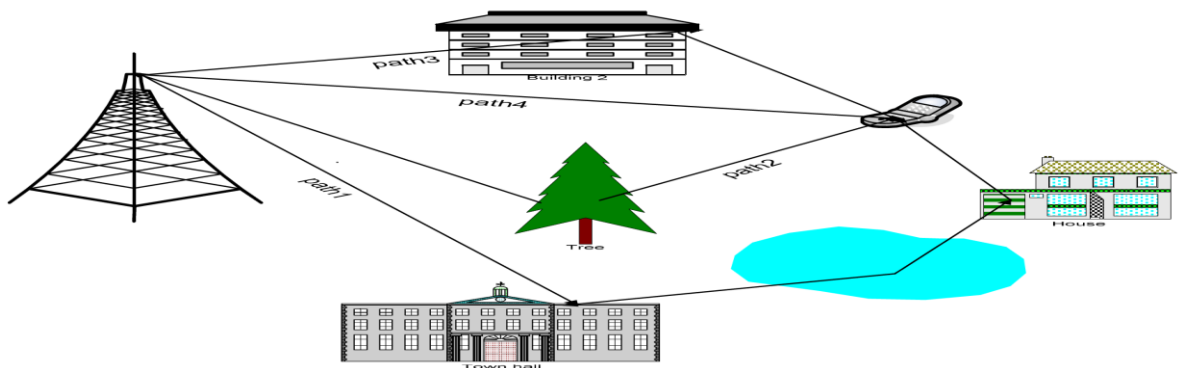 path3
Building 2
path4
path1
path2
Tree
House
Town hall